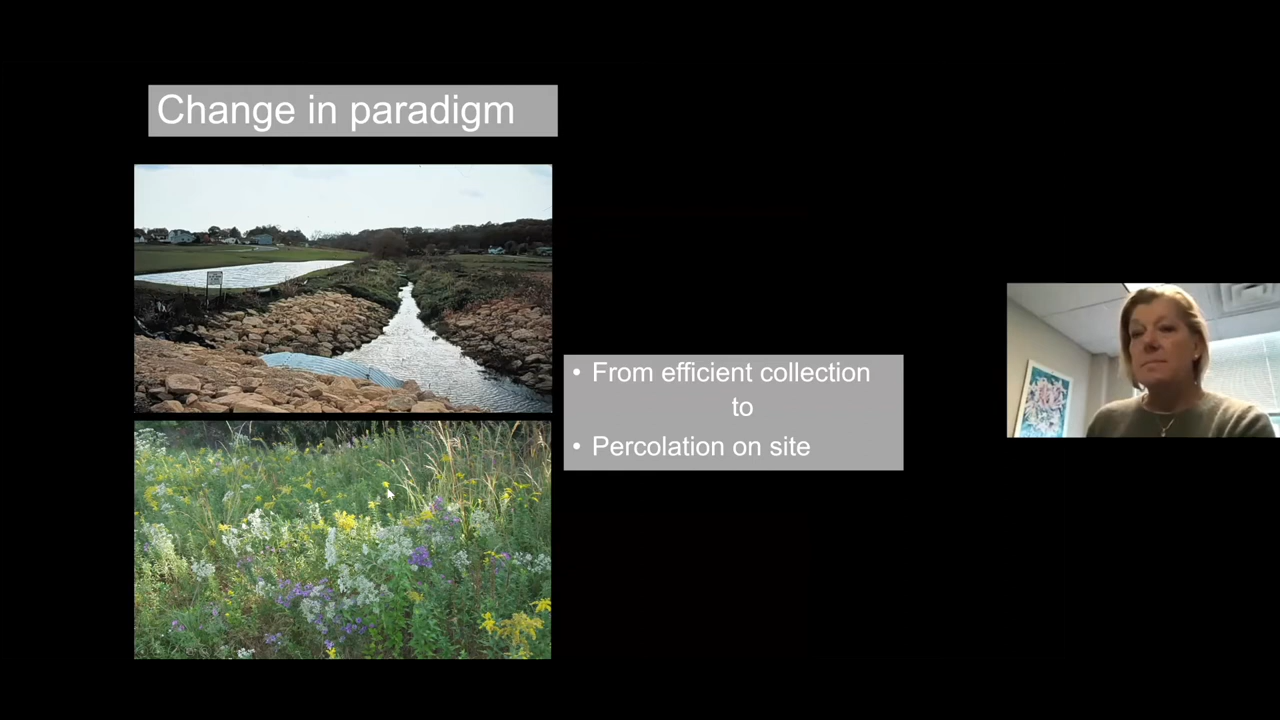 Change in paradigm
• From efficient collection
to
• Percolation on site